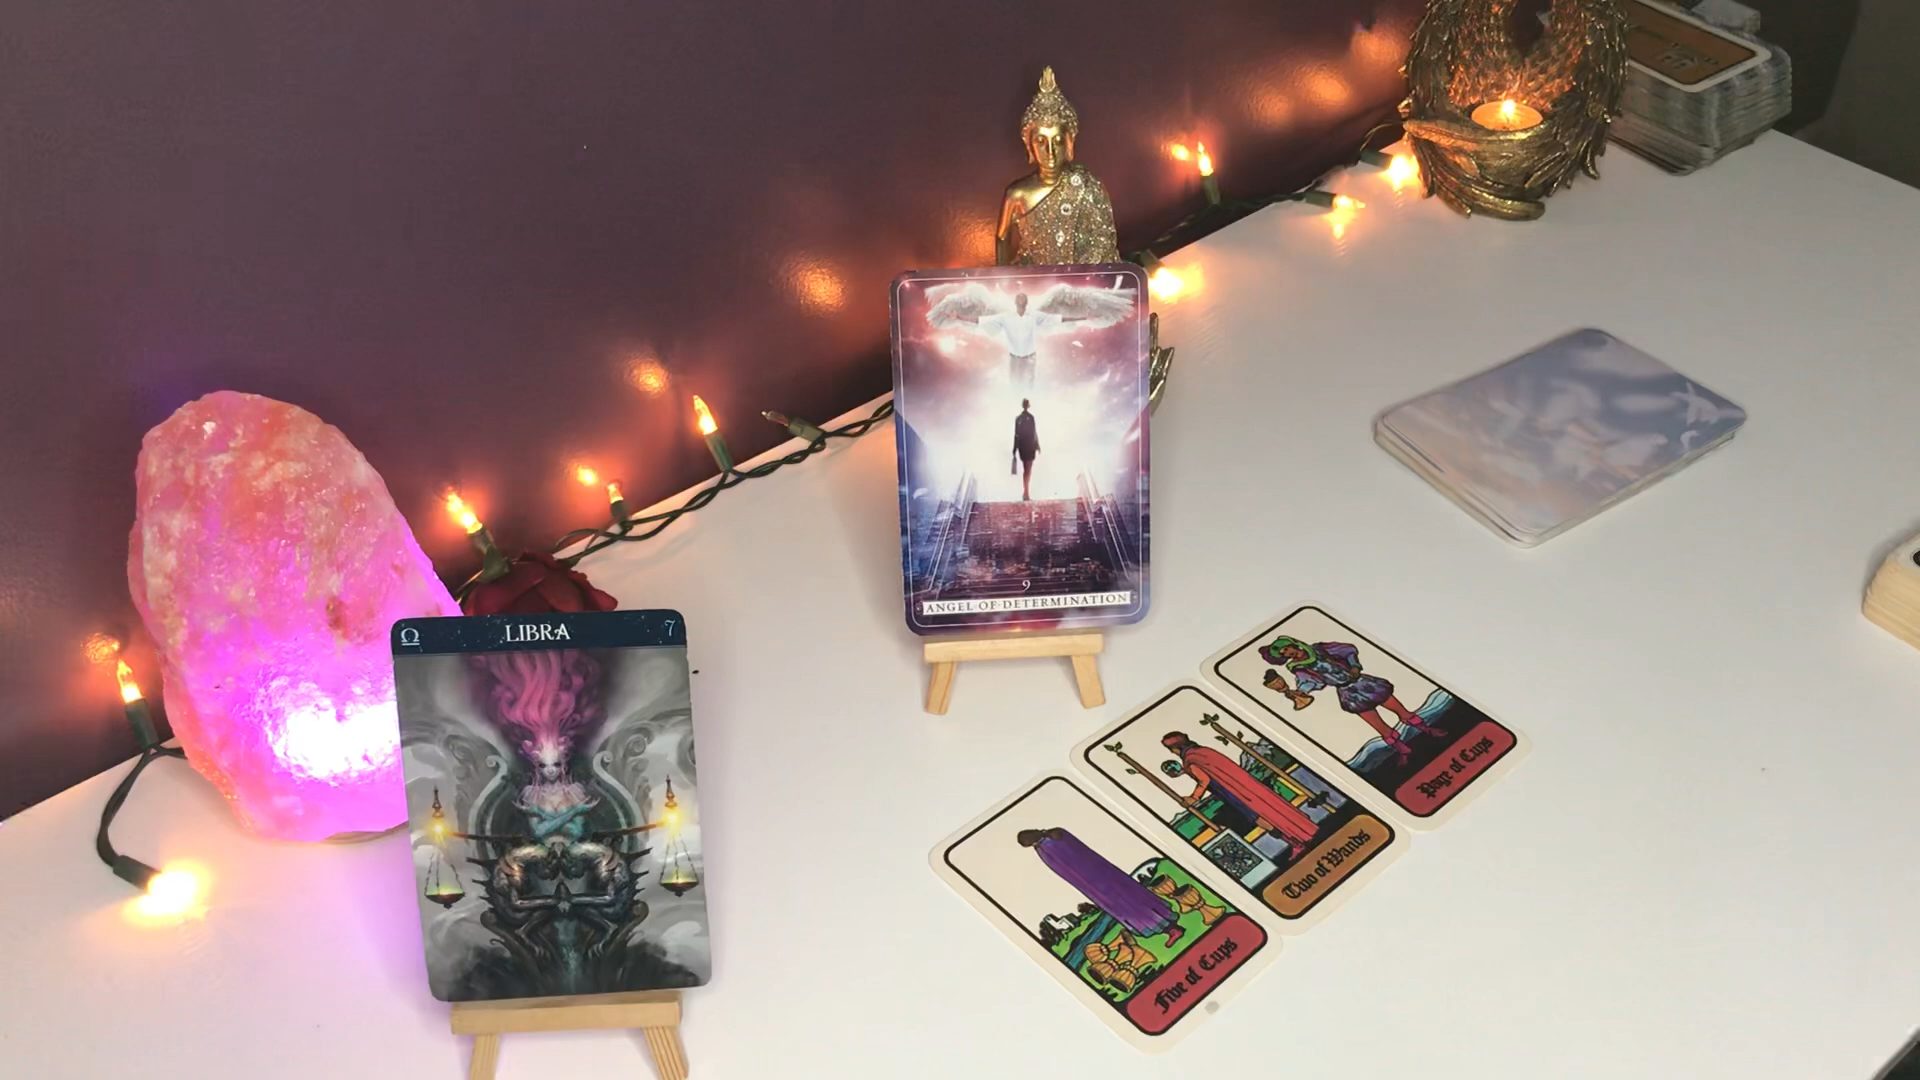 LIBRA 7
9
ANGEL OF DETERMINATION
Five of Cups
Two of Wands
Page of Cups